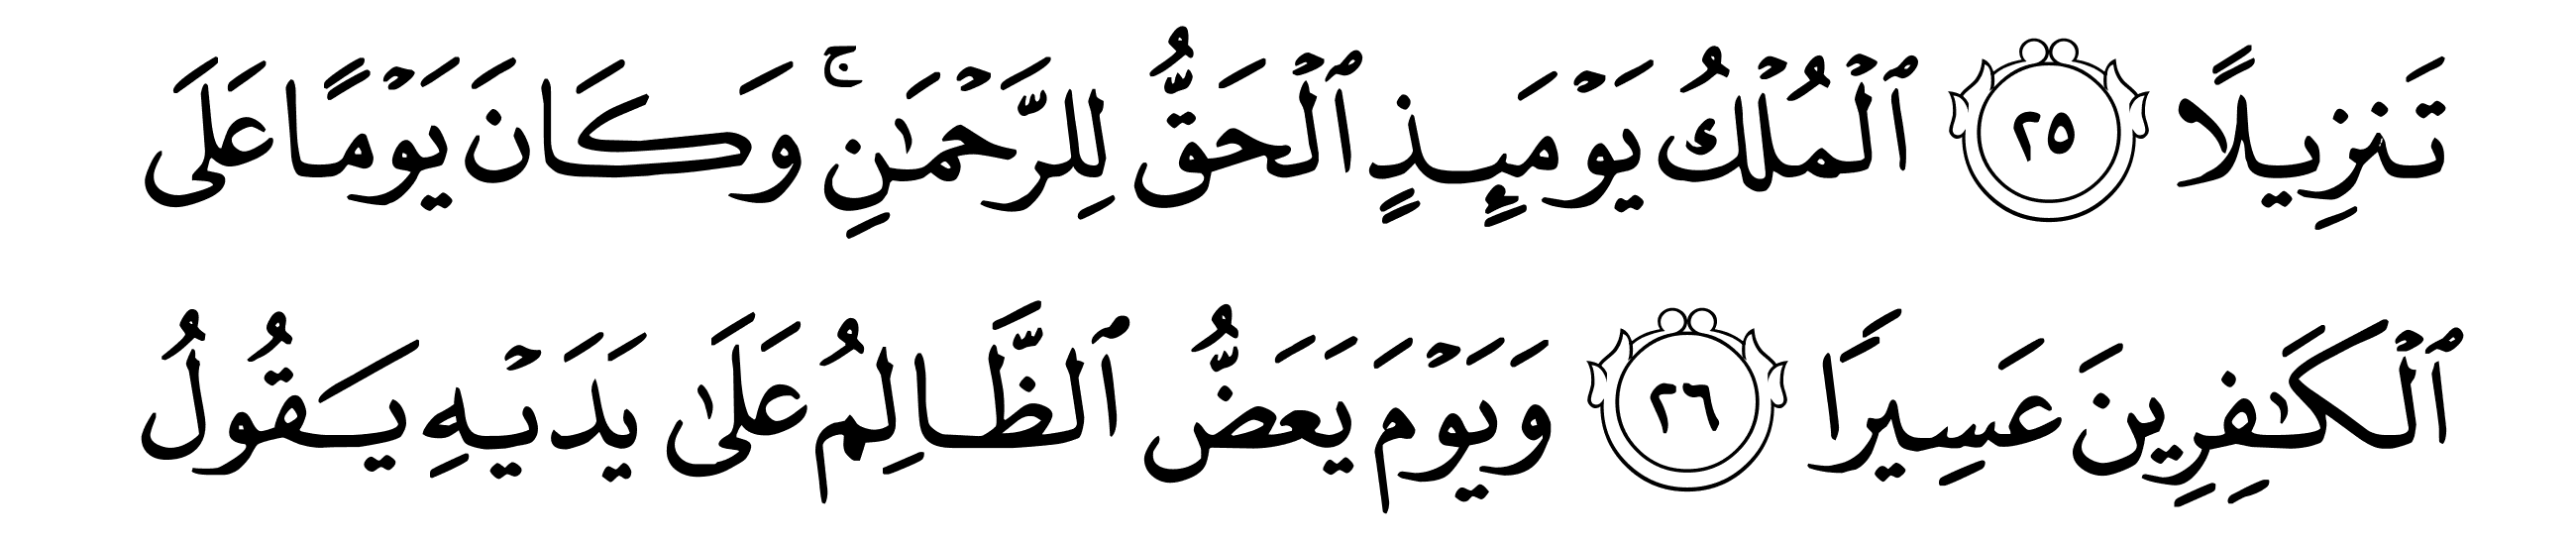 تَنزِيلًا ٢٥ ٱلْمُلْكُ يَوْمَئِذٍ ٱلْحَقُّ لِلرَّحْمَٰنِ ۚ وَكَانَ يَوْمًا عَلَى
ٱلْكَٰفِرِينَ عَسِيرًا ٢٦ وَيَوْمَ يَعَضُّ ٱلظَّالِمُ عَلَىٰ يَدَيْهِ يَقُولُ